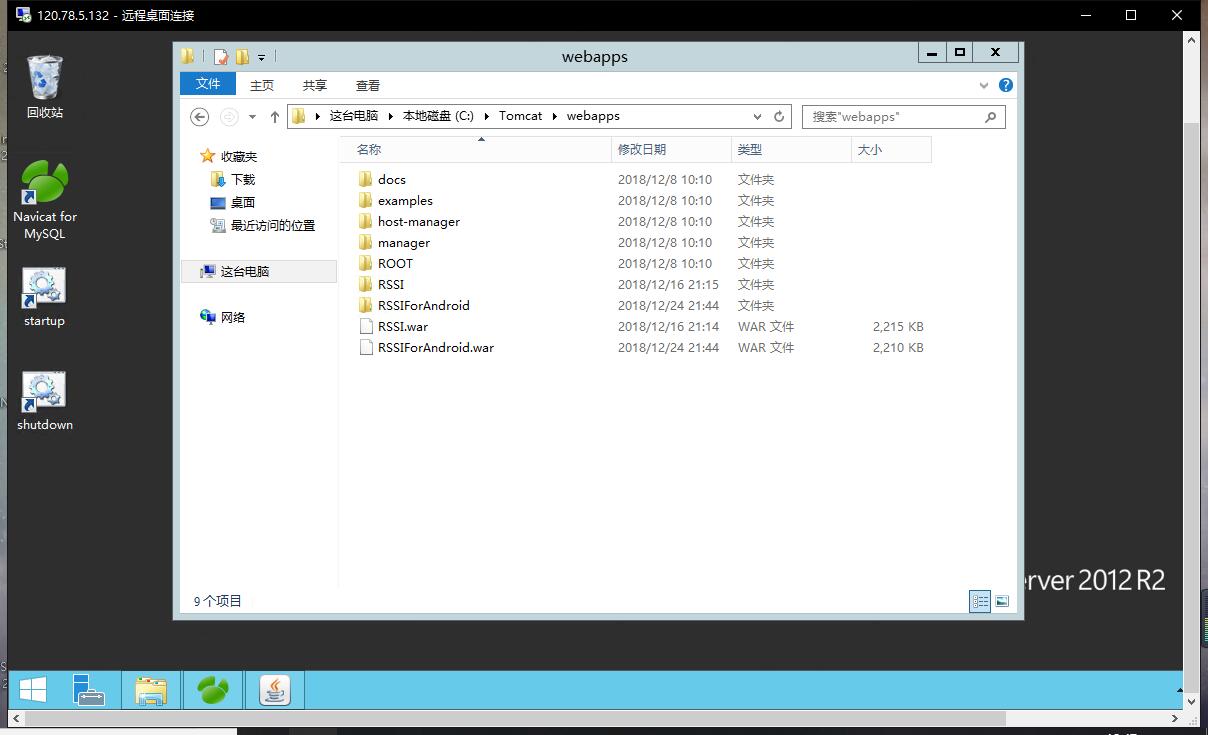 120.78.5.132 - 远程桌面连接
回收站
Navicat for
MySQL
startup
shutdown
webapps
文件 主页 共享 查看
这台电脑 本地磁盘 (C:) Tomcat webapps
搜索"webapps"
收藏夹
下载
桌面
最近访问的位置
这台电脑
网络
名称 修改日期 类型 大小
docs 2018/12/8 10:10 文件夹
examples 2018/12/8 10:10 文件夹
host-manager 2018/12/8 10:10 文件夹
manager 2018/12/8 10:10 文件夹
ROOT 2018/12/8 10:10 文件夹
RSSI 2018/12/16 21:15 文件夹
RSSIForAndroid 2018/12/24 21:44 文件夹
RSSI.war 2018/12/16 21:14 WAR 文件 2,215 KB
RSSIForAndroid.war 2018/12/24 21:44 WAR 文件 2,210 KB
9 个项目
erver 2012 R2